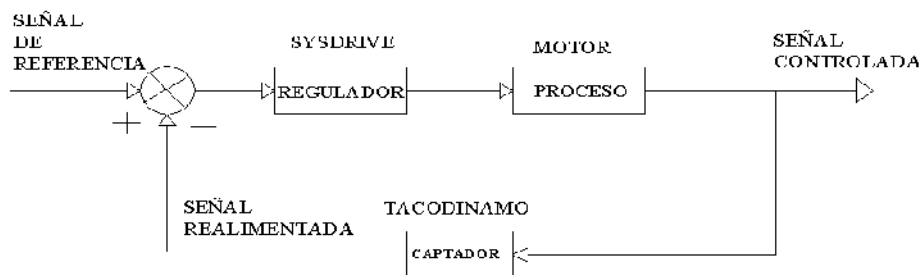 SEÑAL
DE
REFERENCIA
SYSDRIVE
REGULADOR
MOTOR
PROCESO
SEÑAL
CONTROLADA
+
−
SEÑAL
REALIMENTADA
TACODINAMO
CAPTADOR